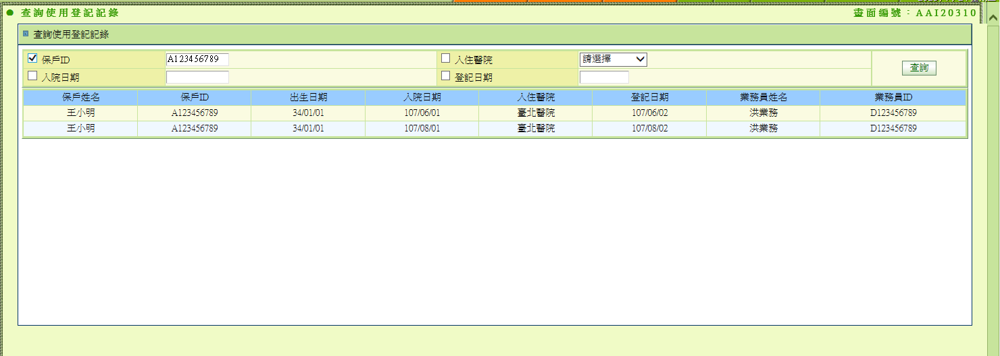 查詢使用登記記錄 畫面編號：AAI20310
查詢使用登記記錄
保戶ID A123456789 入住醫院 請選擇 查詢
入院日期 登記日期
保戶姓名 保戶ID 出生日期 入院日期 入住醫院 登記日期 業務員姓名 業務員ID
王小明 A123456789 34/01/01 107/06/01 臺北醫院 107/06/02 洪業務 D123456789
王小明 A123456789 34/01/01 107/08/01 臺北醫院 107/08/02 洪業務 D123456789